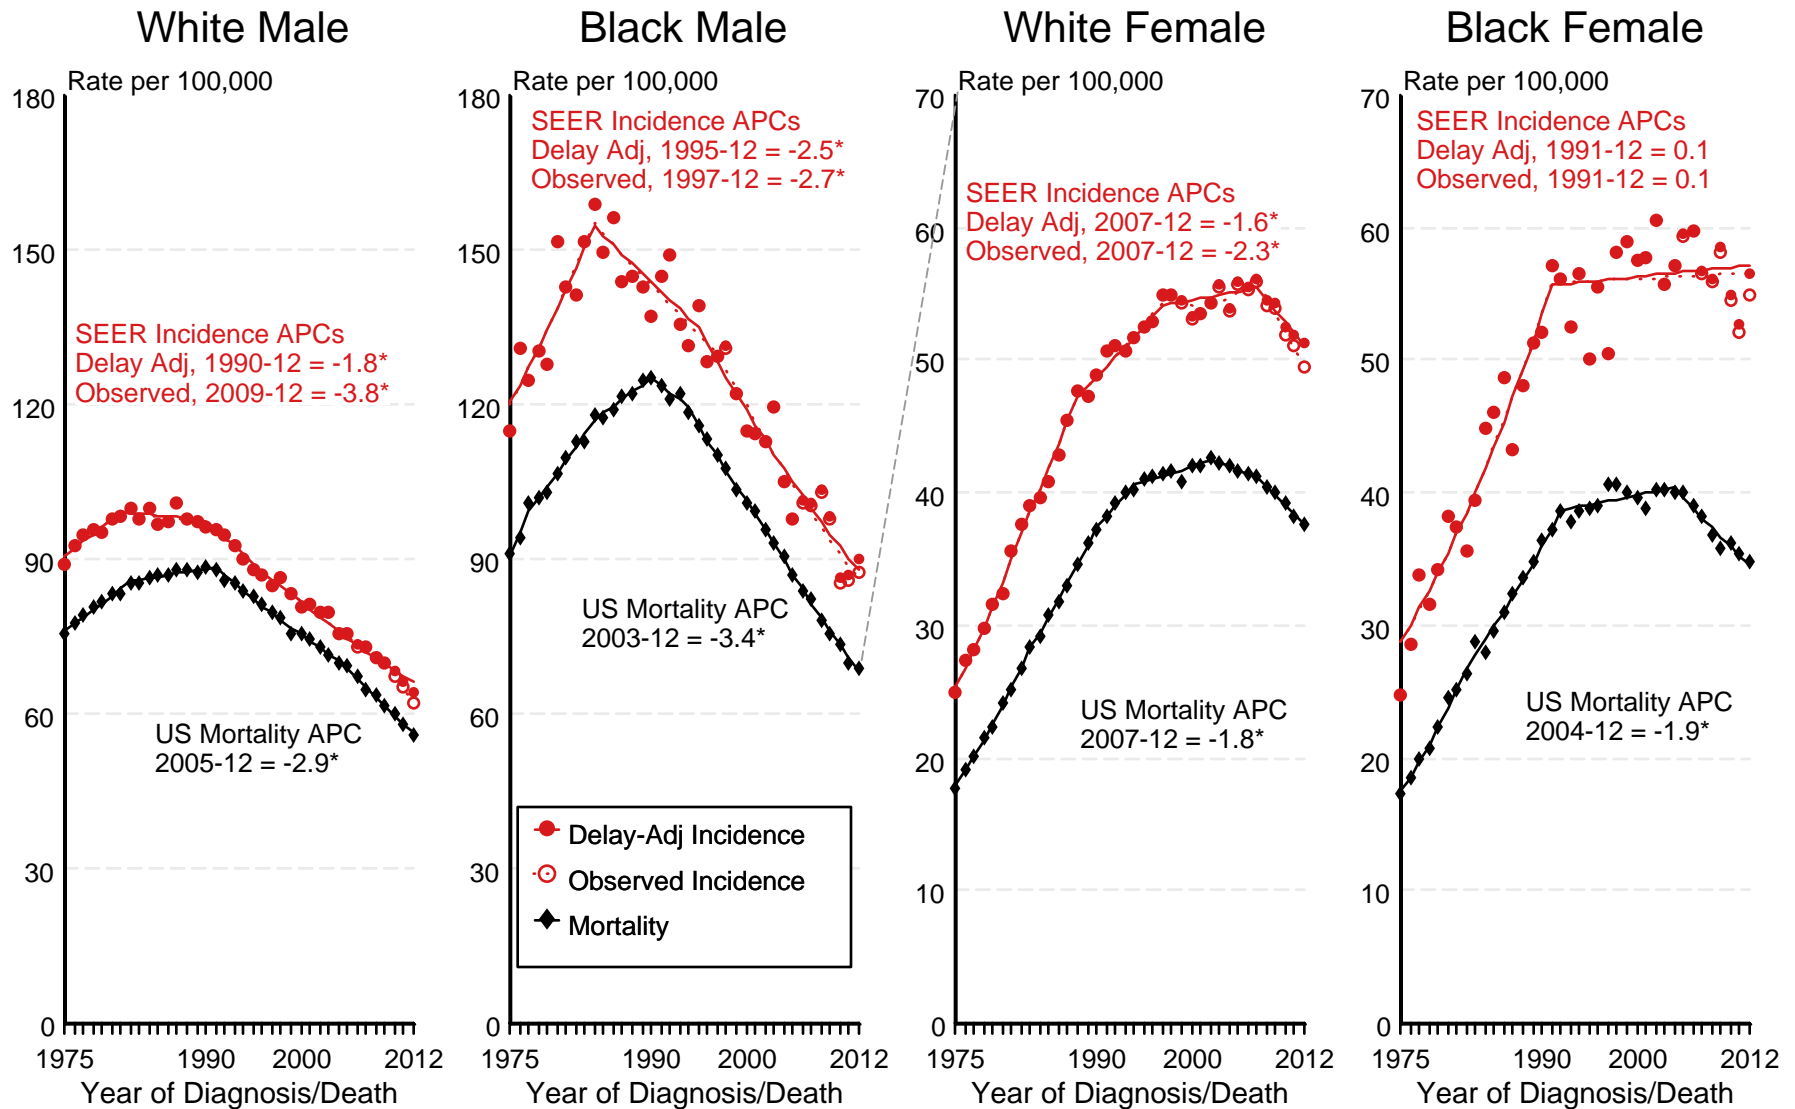 White Male
Rate per 100,000
180
150
120
90
60
30
0
SEER Incidence APCs
Delay Adj, 1990-12 = -1.8*
Observed, 2009-12 = -3.8*
US Mortality APC
2005-12 = -2.9*
1975 1990 2000 2012
Year of Diagnosis/Death
Black Male
Rate per 100,000
180
150
120
90
60
30
0
SEER Incidence APCs
Delay Adj, 1995-12 = -2.5*
Observed, 1997-12 = -2.7*
US Mortality APC
2003-12 = -3.4*
Delay-Adj Incidence
Observed Incidence
Mortality
1975 1990 2000 2012
Year of Diagnosis/Death
White Female
Rate per 100,000
70
60
50
40
30
20
10
0
SEER Incidence APCs
Delay Adj, 2007-12 = -1.6*
Observed, 2007-12 = -2.3*
US Mortality APC
2007-12 = -1.8*
1975 1990 2000 2012
Year of Diagnosis/Death
Black Female
Rate per 100,000
70
60
50
40
30
20
10
0
SEER Incidence APCs
Delay Adj, 1991-12 = 0.1
Observed, 1991-12 = 0.1
US Mortality APC
2004-12 = -1.9*
1975 1990 2000 2012
Year of Diagnosis/Death